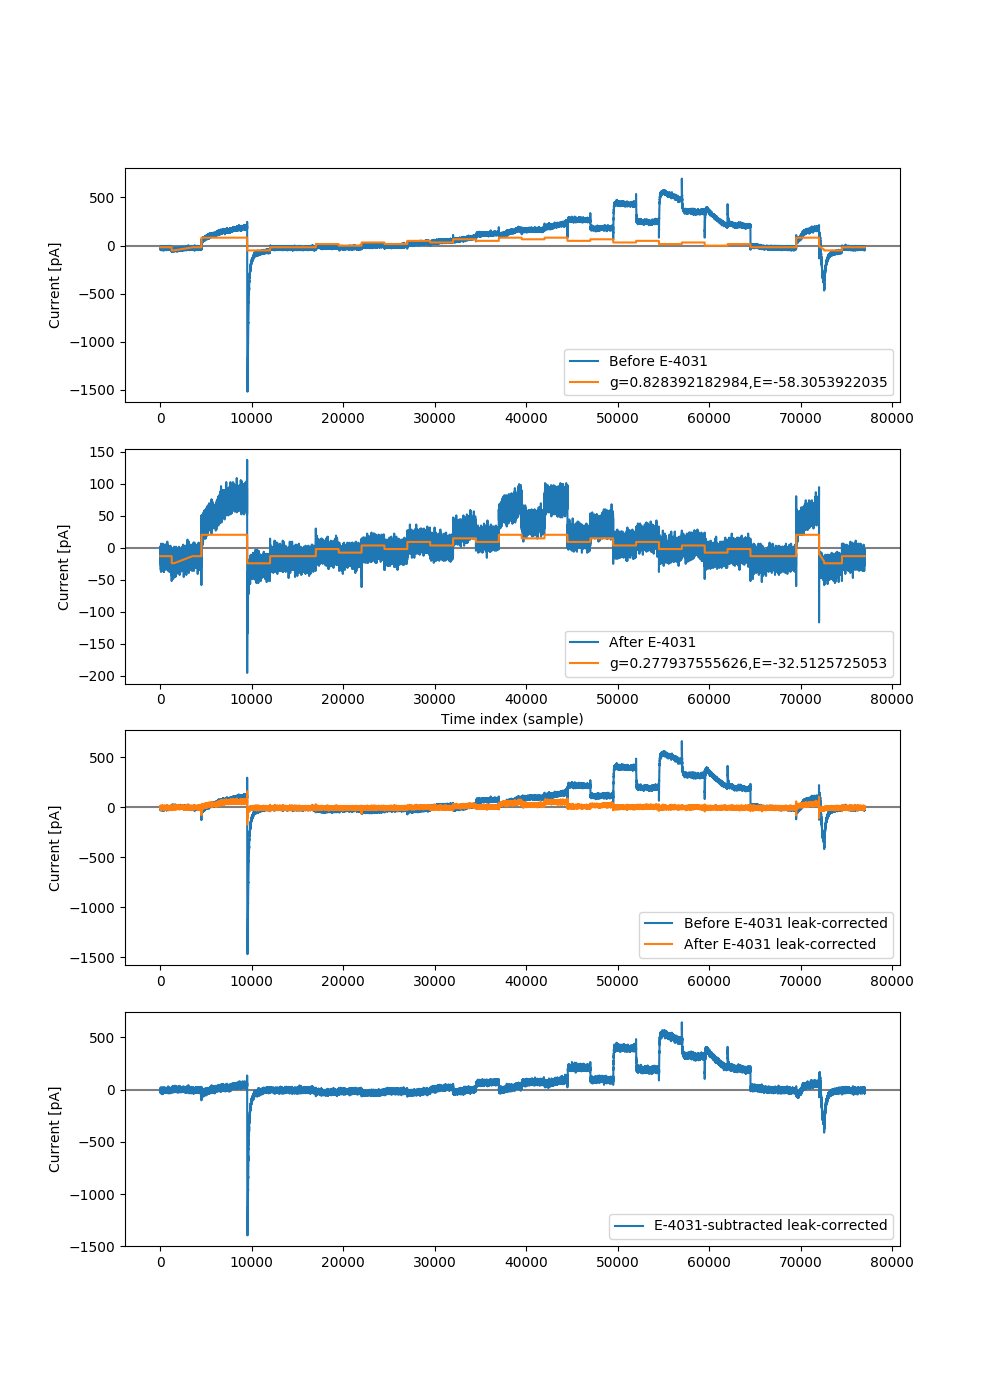 500
0
−500
−1000
−1500
Current [pA]
Before E-4031
g=0.828392182984,E=-58.3053922035
0 10000 20000 30000 40000 50000 60000 70000 80000
150
100
50
0
−50
−100
−150
−200
Current [pA]
After E-4031
g=0.277937555626,E=-32.5125725053
0 10000 20000 30000 40000 50000 60000 70000 80000
Time index (sample)
500
0
−500
−1000
−1500
Current [pA]
Before E-4031 leak-corrected
After E-4031 leak-corrected
0 10000 20000 30000 40000 50000 60000 70000 80000
500
0
−500
−1000
−1500
Current [pA]
E-4031-subtracted leak-corrected
0 10000 20000 30000 40000 50000 60000 70000 80000